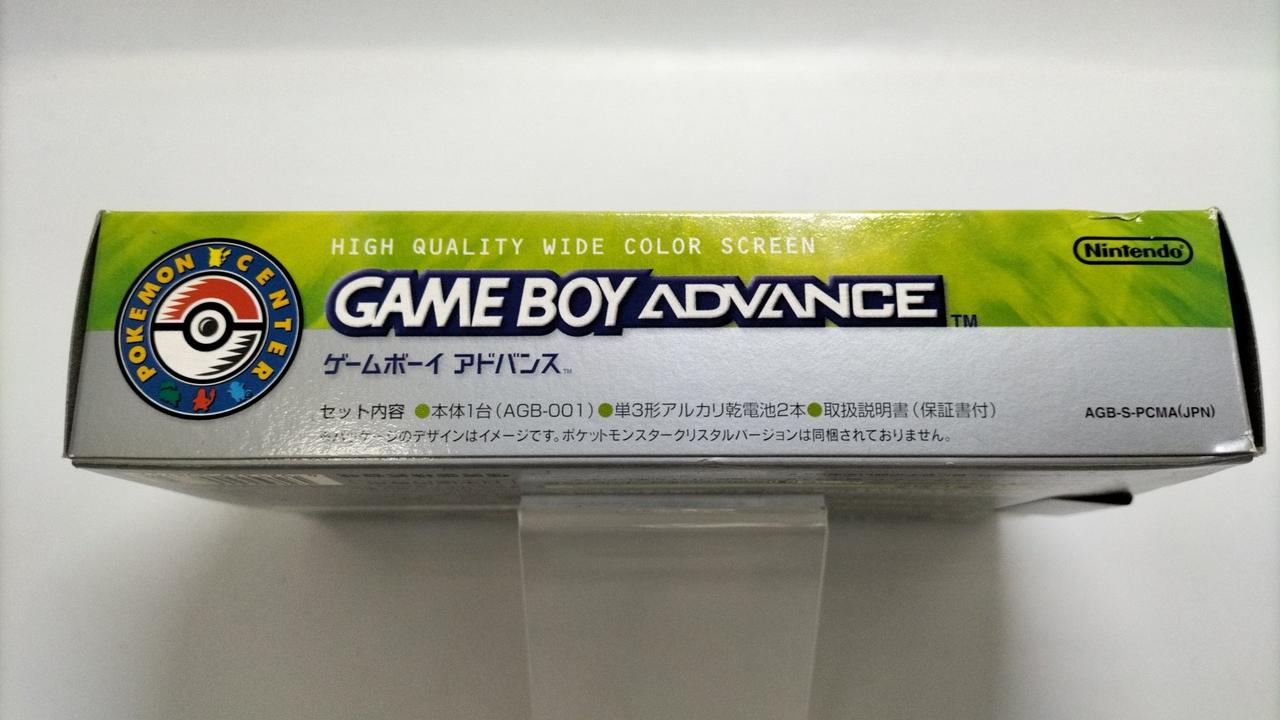 POKEMON CENTER
HIGH QUALITY WIDE COLOR SCREEN
Nintendo®
GAME BOY ADVANCE™
ゲームボーイ アドバンス™
セット内容 ●本体1台(AGB-001)●単3形アルカリ乾電池2本●取扱説明書(保証書付)
AGB-S-PCMA(JPN)
※パッケージのデザインはイメージです。ポケットモンスタークリスタルバージョンは同梱されておりません。